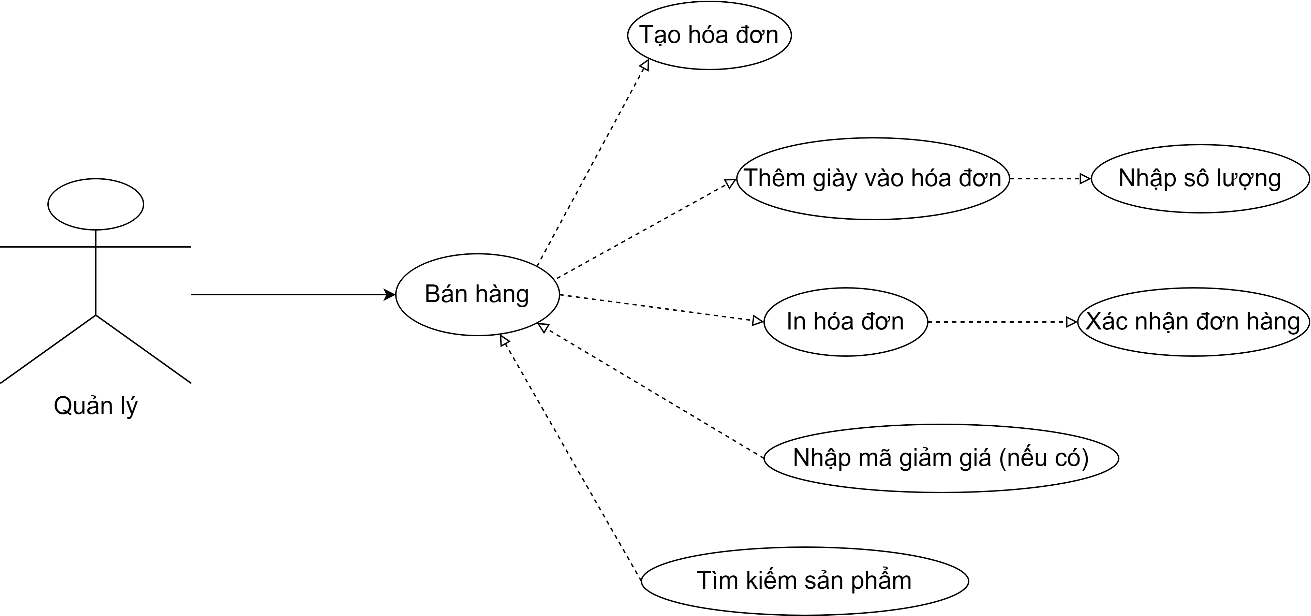 Tạo hóa đơn
Thêm giày vào hóa đơn
Nhập sô lượng
Bán hàng
In hóa đơn
Xác nhận đơn hàng
Quản lý
Nhập mã giảm giá (nếu có)
Tìm kiếm sản phẩm